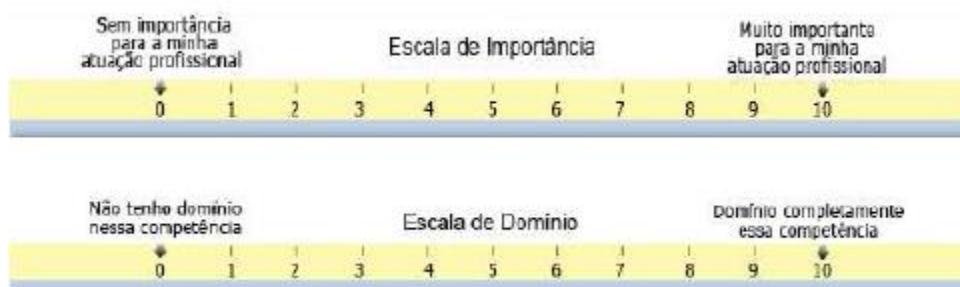 Sem importância
para a minha
atuação profissional
Escala de Importância
Muito importante
para a minha
atuação profissional
0 1 2 3 4 5 6 7 8 9 10
Não tenho domínio
nessa competência
Escala de Domínio
Domínio completamente
essa competência
0 1 2 3 4 5 6 7 8 9 10